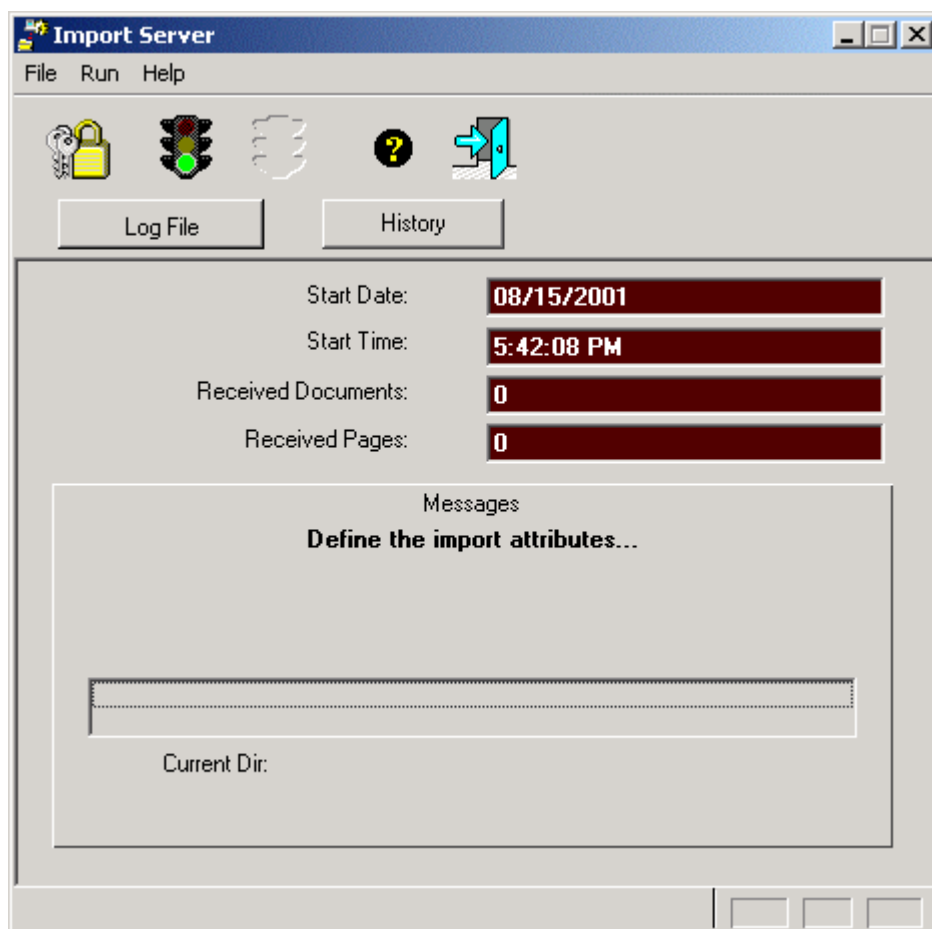 Import Server
File Run Help
?
Log File History
Start Date: 08/15/2001
Start Time: 5:42:08 PM
Received Documents: 0
Received Pages: 0
Messages
Define the import attributes...
Current Dir: